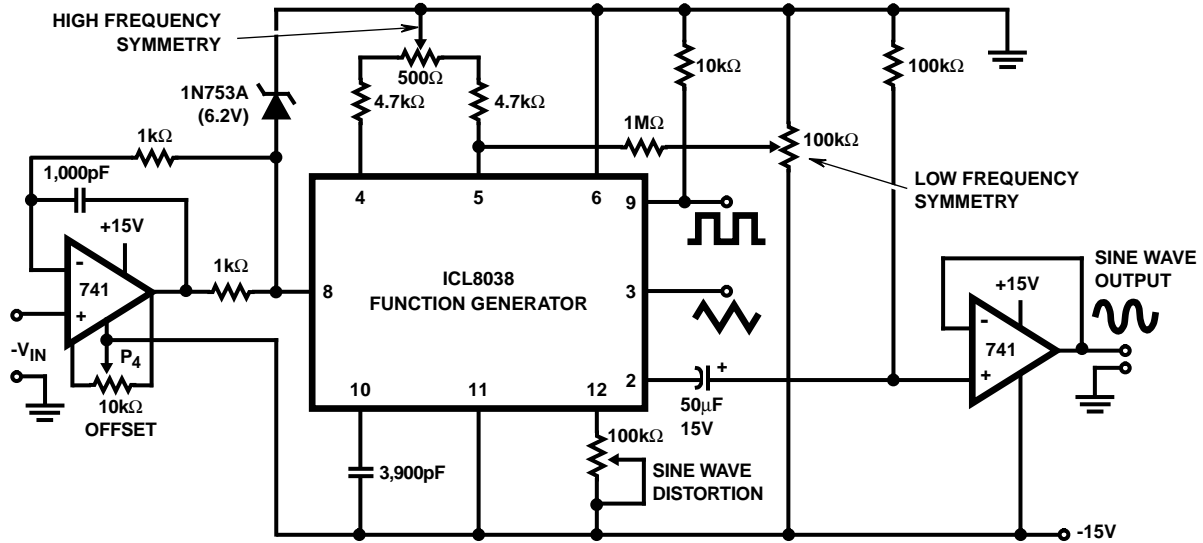 HIGH FREQUENCY
SYMMETRY
500Ω
10kΩ
100kΩ
1N753A
(6.2V)
4.7kΩ
4.7kΩ
1kΩ
1MΩ
100kΩ
1,000pF
LOW FREQUENCY
SYMMETRY
4
5
6
9
+15V
-
741
+
1kΩ
8
ICL8038
FUNCTION GENERATOR
3
SINE WAVE
OUTPUT
+15V
-
741
+
-VIN
P4
10kΩ
OFFSET
10
11
12
2
+
50μF
15V
100kΩ
3,900pF
SINE WAVE
DISTORTION
-15V